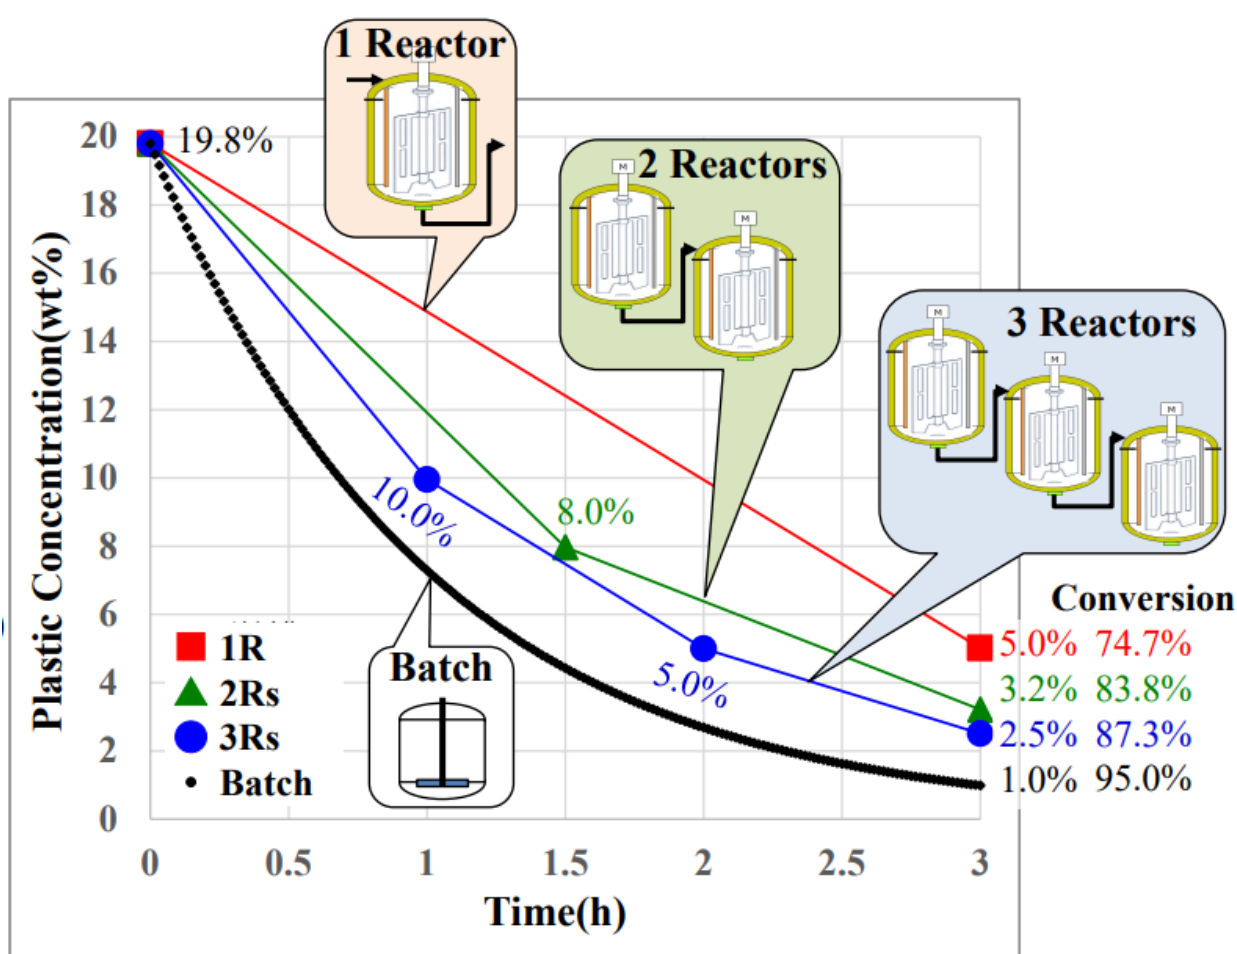 1 Reactor
M
M
2 Reactors
M
M
3 Reactors
M
M
19.8%
20
18
16
14
12
10
8
6
4
2
0
Plastic Concentration(wt%)
10.0%
8.0%
5.0%
Batch
1R
2Rs
3Rs
Batch
Conversion
5.0% 74.7%
3.2% 83.8%
2.5% 87.3%
1.0% 95.0%
0 0.5 1 1.5 2 2.5 3
Time(h)